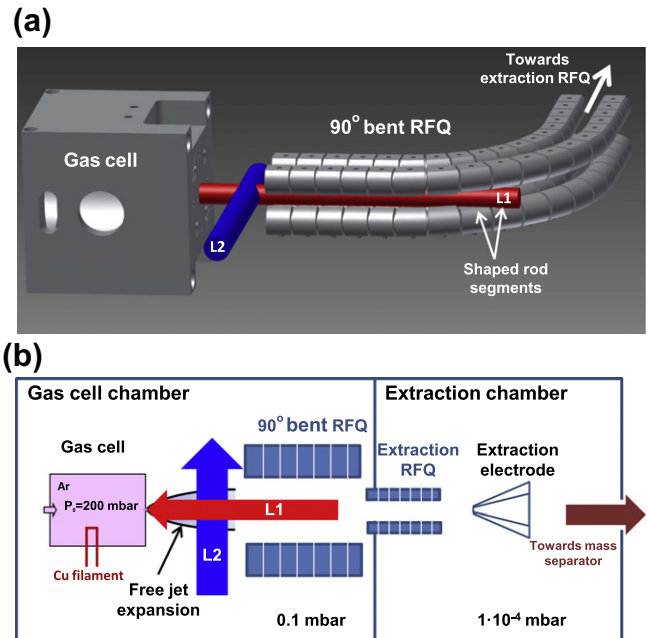 (a)
Towards
extraction RFQ
90° bent RFQ
Gas cell
L1
L2
Shaped rod
segments
(b)
Gas cell chamber
Extraction chamber
90° bent RFQ
Gas cell
Extraction
RFQ
Extraction
electrode
Ar
P₀=200 mbar
L1
L2
Cu filament
Free jet
expansion
Towards mass
separator
0.1 mbar
1·10⁻⁴ mbar